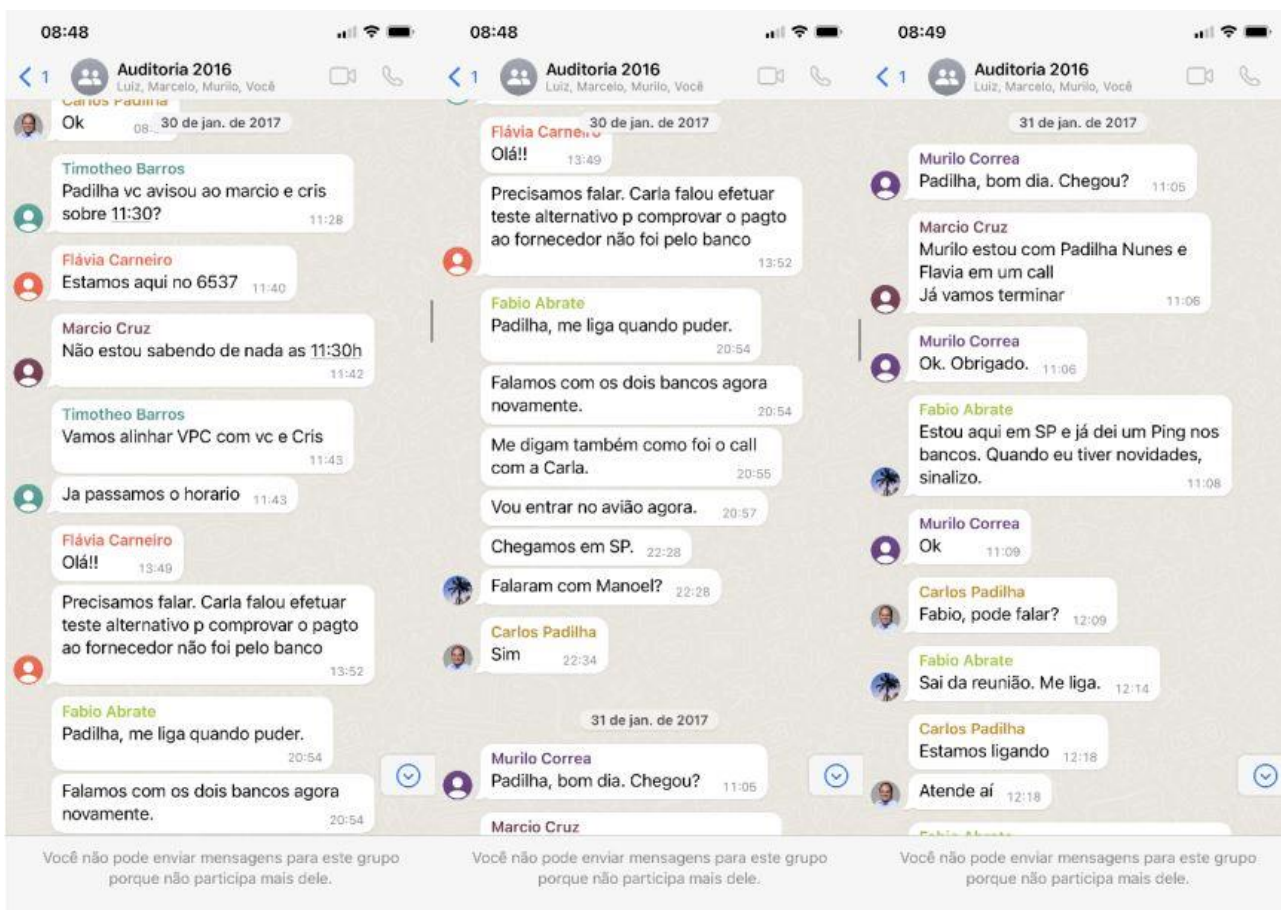 08:48
1
Auditoria 2016
Luiz, Marcelo, Murilo, Você
Carlos Padilha
Ok
08
30 de jan. de 2017
Timotheo Barros
Padilha vc avisou ao marcio e cris
sobre 11:30?
11:28
Flávia Carneiro
Estamos aqui no 6537
11:40
Marcio Cruz
Não estou sabendo de nada as 11:30h
11:42
Timotheo Barros
Vamos alinhar VPC com vc e Cris
11:43
Ja passamos o horario
11:43
Flávia Carneiro
Olá!!
13:49
Precisamos falar. Carla falou efetuar
teste alternativo p comprovar o pagto
ao fornecedor não foi pelo banco
13:52
Fabio Abrate
Padilha, me liga quando puder.
20:54
Falamos com os dois bancos agora
novamente.
20:54
Você não pode enviar mensagens para este grupo
porque não participa mais dele.
08:48
1
Auditoria 2016
Luiz, Marcelo, Murilo, Você
30 de jan. de 2017
Flávia Carneiro
Olá!!
13:49
Precisamos falar. Carla falou efetuar
teste alternativo p comprovar o pagto
ao fornecedor não foi pelo banco
13:52
Fabio Abrate
Padilha, me liga quando puder.
20:54
Falamos com os dois bancos agora
novamente.
20:54
Me digam também como foi o call
com a Carla.
20:55
Vou entrar no avião agora.
20:57
Chegamos em SP.
22:28
Falaram com Manoel?
22:28
Carlos Padilha
Sim
22:34
31 de jan. de 2017
Murilo Correa
Padilha, bom dia. Chegou?
11:05
Marcio Cruz
Você não pode enviar mensagens para este grupo
porque não participa mais dele.
08:49
1
Auditoria 2016
Luiz, Marcelo, Murilo, Você
31 de jan. de 2017
Murilo Correa
Padilha, bom dia. Chegou?
11:05
Marcio Cruz
Murilo estou com Padilha Nunes e
Flavia em um call
Já vamos terminar
11:06
Murilo Correa
Ok. Obrigado.
11:06
Fabio Abrate
Estou aqui em SP e já dei um Ping nos
bancos. Quando eu tiver novidades,
sinalizo.
11:08
Murilo Correa
Ok
11:09
Carlos Padilha
Fabio, pode falar?
12:09
Fabio Abrate
Sai da reunião. Me liga.
12:14
Carlos Padilha
Estamos ligando
12:18
Atende aí
12:18
Fabio Abrate
Você não pode enviar mensagens para este grupo
porque não participa mais dele.